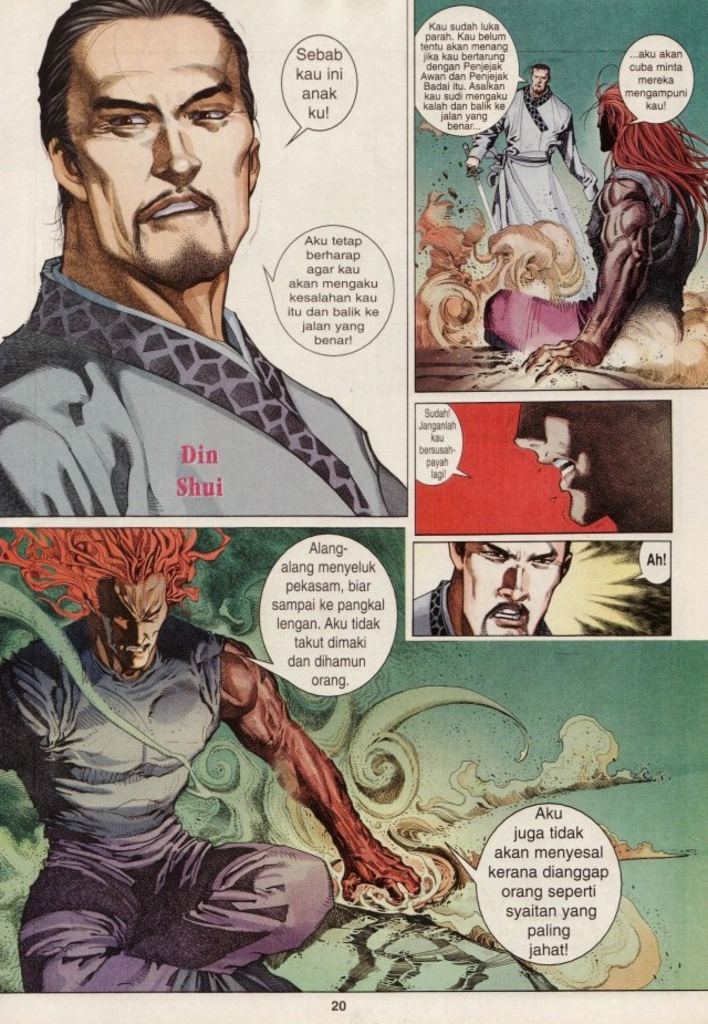 Sebab
kau ini
anak
ku!
Aku tetap
berharap
agar kau
akan mengaku
kesalahan kau
itu dan balik ke
jalan yang
benar!
Din
Shui
Kau sudah luka
parah. Kau belum
tentu akan menang
jika kau bertarung
dengan Penjejak
Awan dan Penjejak
Badai itu. Asalkan
kau sudi mengaku
kalah dan balik ke
jalan yang
benar...
...aku akan
cuba minta
mereka
mengampuni
kau!
Sudah!
Janganlah
kau
bersusah-
payah
lagi!
Ah!
Alang-
alang menyeluk
pekasam, biar
sampai ke pangkal
lengan. Aku tidak
takut dimaki
dan dihamun
orang.
Aku
juga tidak
akan menyesal
kerana dianggap
orang seperti
syaitan yang
paling
jahat!
20